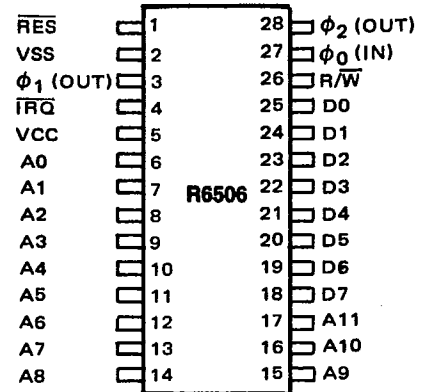 R̅E̅S̅ 1 28 ϕ2 (OUT)
VSS 2 27 ϕ0 (IN)
ϕ1 (OUT) 3 26 R/W̅
I̅R̅Q̅ 4 25 D0
VCC 5 24 D1
A0 6 23 D2
A1 7 R6506 22 D3
A2 8 21 D4
A3 9 20 D5
A4 10 19 D6
A5 11 18 D7
A6 12 17 A11
A7 13 16 A10
A8 14 15 A9